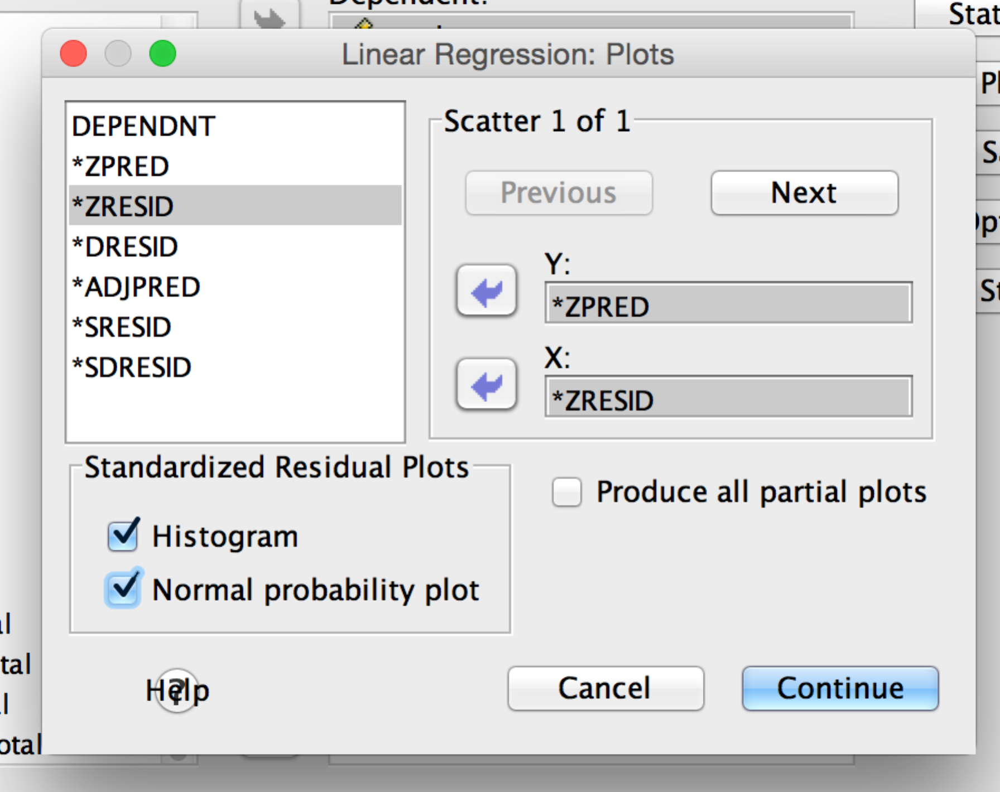 Dependent:
Stat
Linear Regression: Plots
DEPENDNT
*ZPRED
*ZRESID
*DRESID
*ADJPRED
*SRESID
*SDRESID
Scatter 1 of 1
Previous
Next
Y:
*ZPRED
X:
*ZRESID
Standardized Residual Plots
Histogram
Normal probability plot
Produce all partial plots
Help
?
Cancel
Continue
Pl
S
Opt
St
al
tal
l
otal